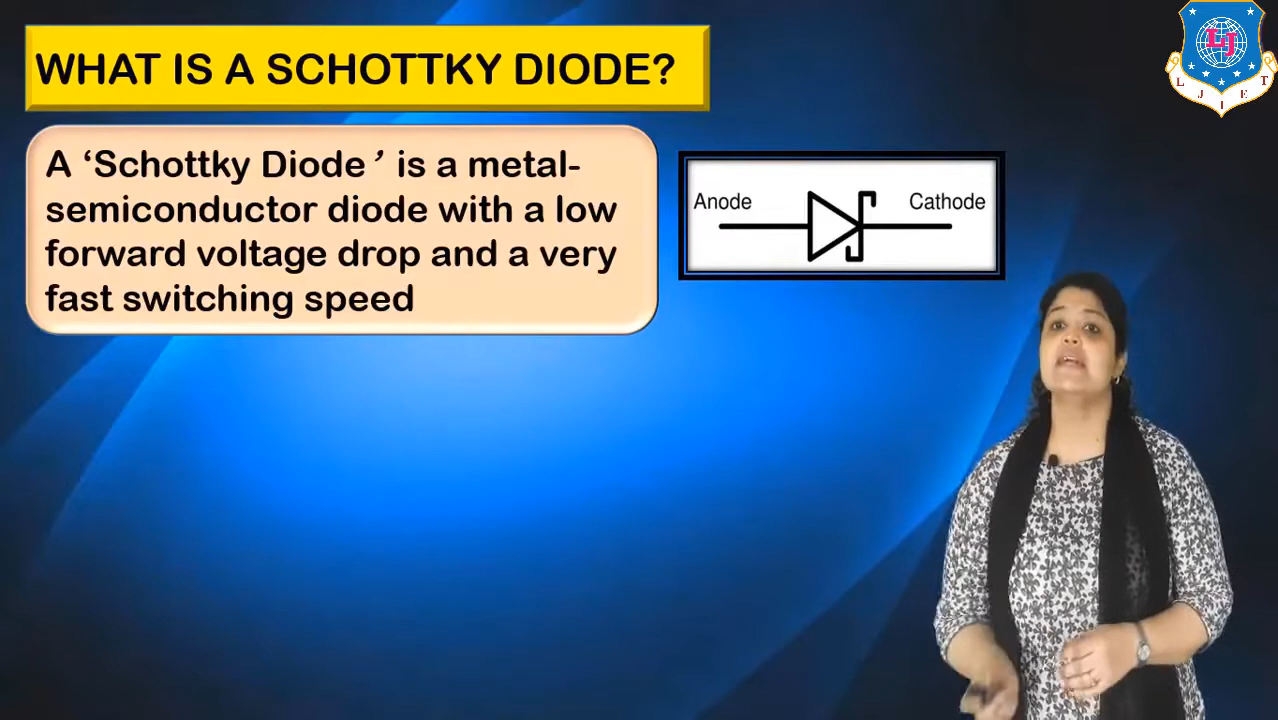 WHAT IS A SCHOTTKY DIODE?
A ‘Schottky Diode ’ is a metal-
semiconductor diode with a low
forward voltage drop and a very
fast switching speed
Anode
Cathode
LJ
L J I E T